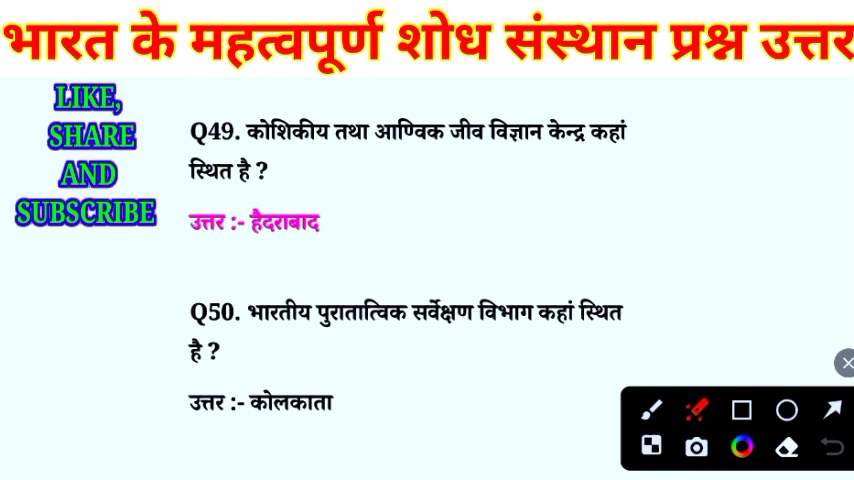 भारत के महत्वपूर्ण शोध संस्थान प्रश्न उत्तर
LIKE,
SHARE
AND
SUBSCRIBE
Q49. कोशिकीय तथा आण्विक जीव विज्ञान केन्द्र कहां
स्थित है ?
उत्तर :- हैदराबाद
Q50. भारतीय पुरातात्विक सर्वेक्षण विभाग कहां स्थित
है ?
उत्तर :- कोलकाता